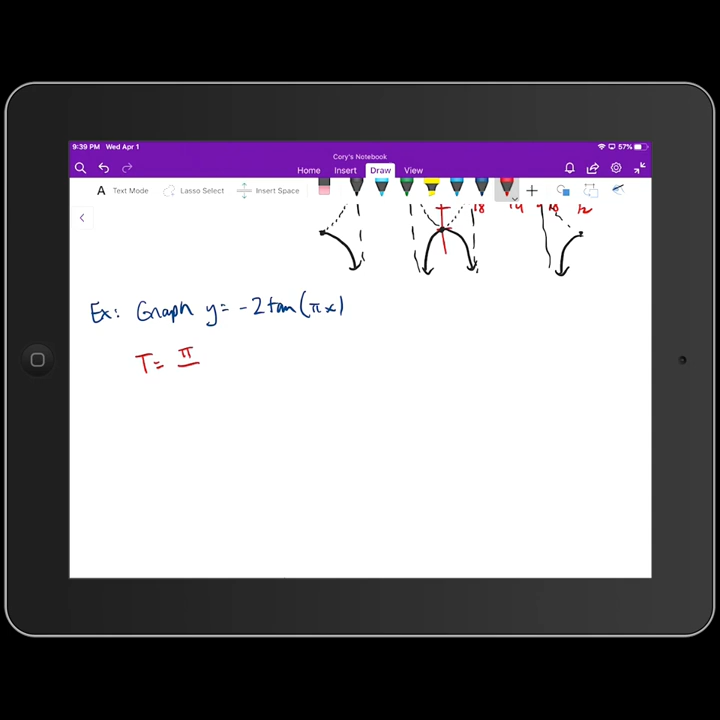 9:39 PM Wed Apr 1
57%
Cory's Notebook
Home Insert Draw View
Text Mode Lasso Select Insert Space
Ex: Graph y = -2tan(πx)
T = π